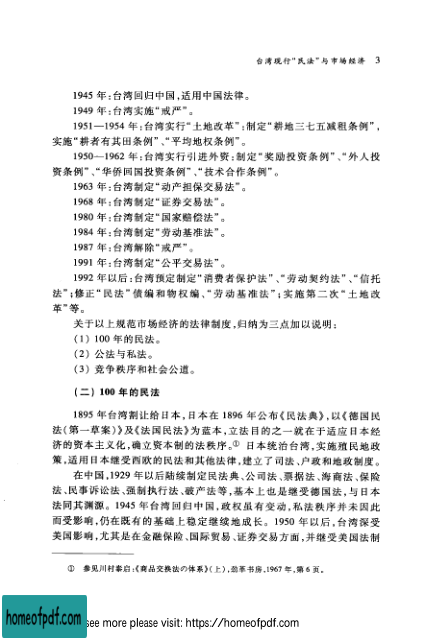 台湾现行“民法”与市场经济 3
1945 年:台湾回归中国,适用中国法律。
1949 年:台湾实施“戒严”。
1951—1954 年:台湾实行“土地改革”;制定“耕地三七五减租条例”,
实施“耕者有其田条例”、“平均地权条例”。
1950—1962 年:台湾实行引进外资;制定“奖励投资条例”、“外人投
资条例”、“华侨回国投资条例”、“技术合作条例”。
1963 年:台湾制定“动产担保交易法”。
1968 年:台湾制定“证券交易法”。
1980 年:台湾制定“国家赔偿法”。
1984 年:台湾制定“劳动基准法”。
1987 年:台湾解除“戒严”。
1991 年:台湾制定“公平交易法”。
1992 年以后:台湾预定制定“消费者保护法”、“劳动契约法”、“信托
法”;修正“民法”债编和物权编、“劳动基准法”;实施第二次“土地改
革”等。
关于以上规范市场经济的法律制度,归纳为三点加以说明:
(1) 100 年的民法。
(2) 公法与私法。
(3) 竞争秩序和社会公道。
(二) 100 年的民法
1895 年台湾割让给日本,日本在 1896 年公布《民法典》,以《德国民
法(第一草案)》及《法国民法》为蓝本,立法目的之一就在于适应日本经
济的资本主义化,确立资本制的法秩序。① 日本统治台湾,实施殖民地政
策,适用日本继受西欧的民法和其他法律,建立了司法、户政和地政制度。
在中国,1929 年以后陆续制定民法典、公司法、票据法、海商法、保险
法、民事诉讼法、强制执行法、破产法等,基本上也是继受德国法,与日本
法同其渊源。1945 年台湾回归中国,政权虽有变动,私法秩序并未因此
而受影响,仍在既有的基础上稳定继续地成长。1950 年以后,台湾深受
美国影响,尤其是在金融保险、国际贸易、证券交易方面,并继受美国法制
① 参见川村泰启:《商品交换法の体系》(上),劲草书房,1967 年,第 6 页。
homeofpdf.com
see more please visit: https://homeofpdf.com